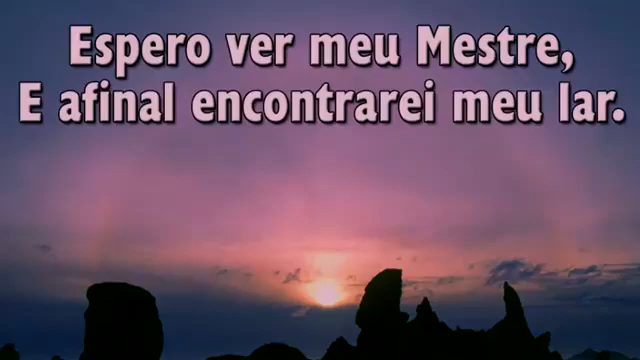 Espero ver meu Mestre,
E afinal encontrarei meu lar.